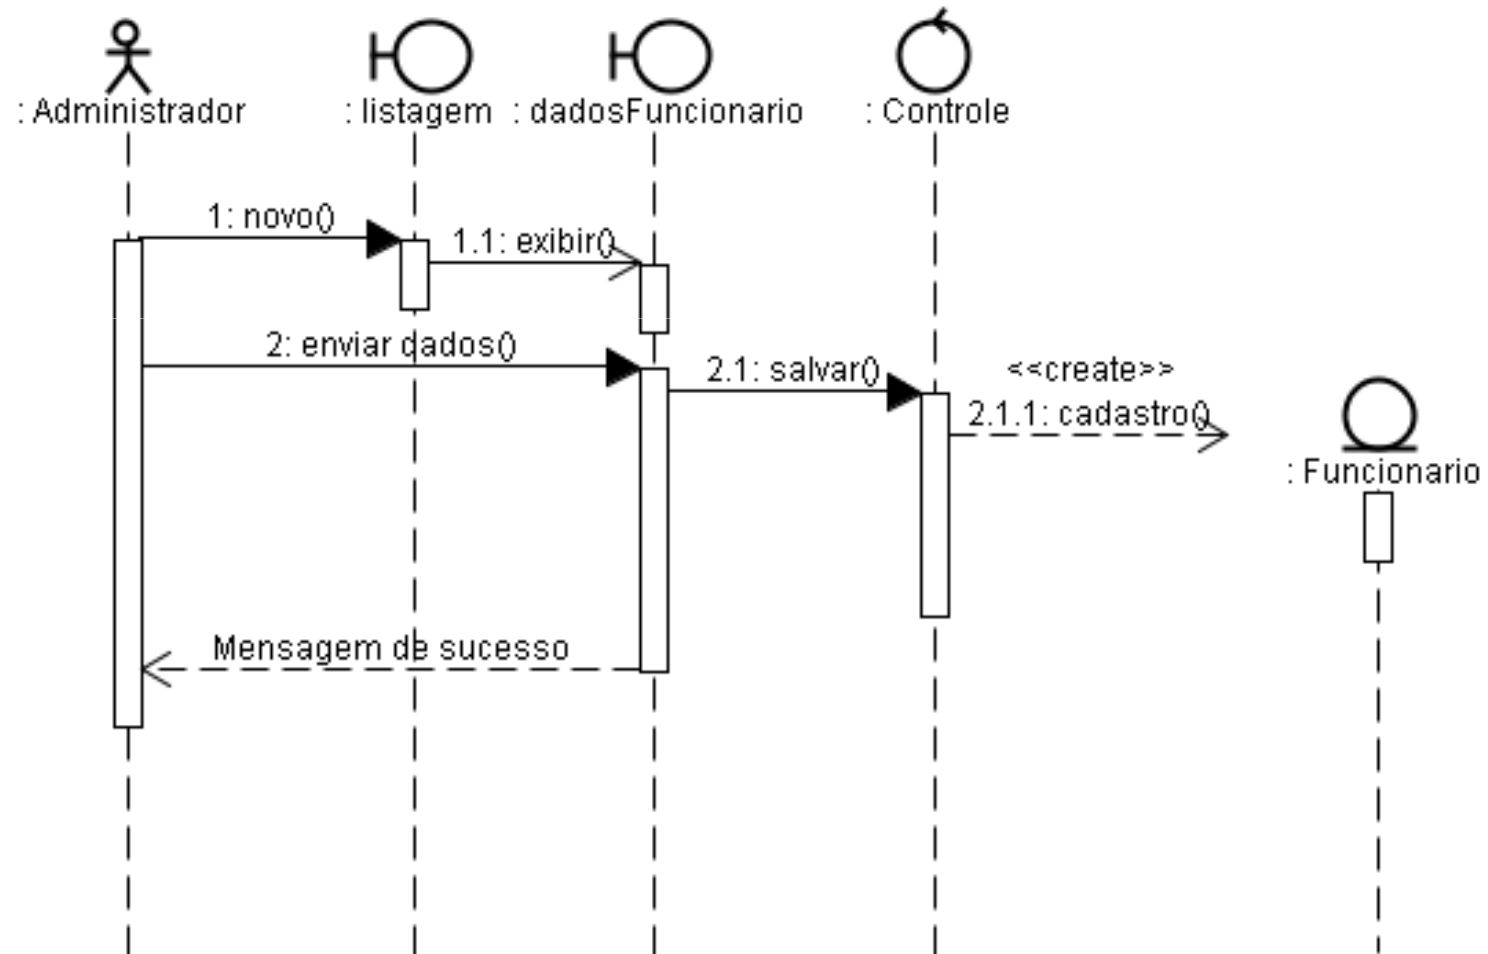 : Administrador
: listagem
: dadosFuncionario
: Controle
1: novo()
1.1: exibir()
2: enviar dados()
2.1: salvar()
<<create>>
2.1.1: cadastro()
: Funcionario
Mensagem de sucesso